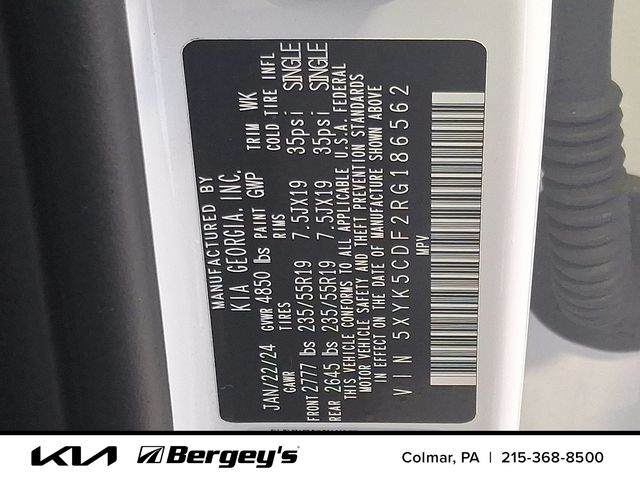 MANUFACTURED BY
KIA GEORGIA, INC.
JAN/22/24 GVWR 4850 lbs PAINT GWP TRIM WK
GAWR TIRES RIMS COLD TIRE INFL
FRONT 2777 lbs 235/55R19 7.5JX19 35psi SINGLE
REAR 2645 lbs 235/55R19 7.5JX19 35psi SINGLE
THIS VEHICLE CONFORMS TO ALL APPLICABLE U.S.A. FEDERAL
MOTOR VEHICLE SAFETY AND THEFT PREVENTION STANDARDS
IN EFFECT ON THE DATE OF MANUFACTURE SHOWN ABOVE
VIN 5XYK5CDF2RG186562
MPV
KIA Bergey's Colmar, PA | 215-368-8500